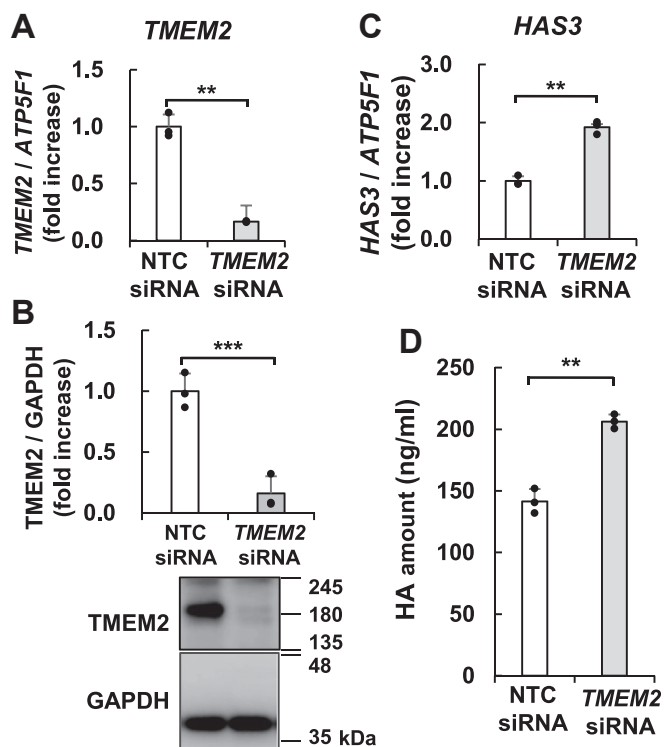 A
TMEM2
TMEM2 / ATP5F1
(fold increase)
1.5
1.0
0.5
0.0
**
NTC
siRNA
TMEM2
siRNA
B
TMEM2 / GAPDH
(fold increase)
1.5
1.0
0.5
0.0
***
NTC
siRNA
TMEM2
siRNA
TMEM2
245
180
135
GAPDH
48
35 kDa
C
HAS3
HAS3 / ATP5F1
(fold increase)
2.0
1.0
0.0
**
NTC
siRNA
TMEM2
siRNA
D
HA amount (ng/ml)
250
200
150
100
50
0
**
NTC
siRNA
TMEM2
siRNA